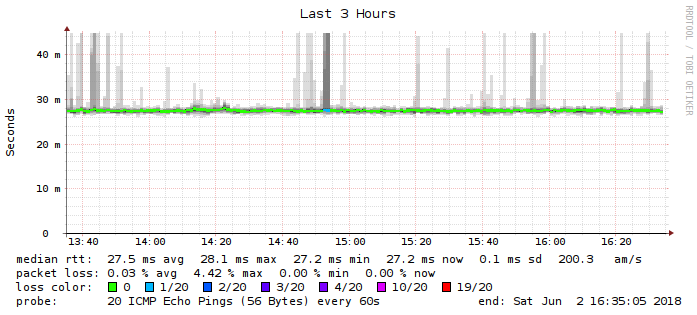 Last 3 Hours
RRDTOOL / TOBI OETIKER
Seconds
40 m
30 m
20 m
10 m
0
13:40 14:00 14:20 14:40 15:00 15:20 15:40 16:00 16:20
median rtt: 27.5 ms avg 28.1 ms max 27.2 ms min 27.2 ms now 0.1 ms sd 200.3 am/s
packet loss: 0.03 % avg 4.42 % max 0.00 % min 0.00 % now
loss color: 0 1/20 2/20 3/20 4/20 10/20 19/20
probe: 20 ICMP Echo Pings (56 Bytes) every 60s end: Sat Jun 2 16:35:05 2018